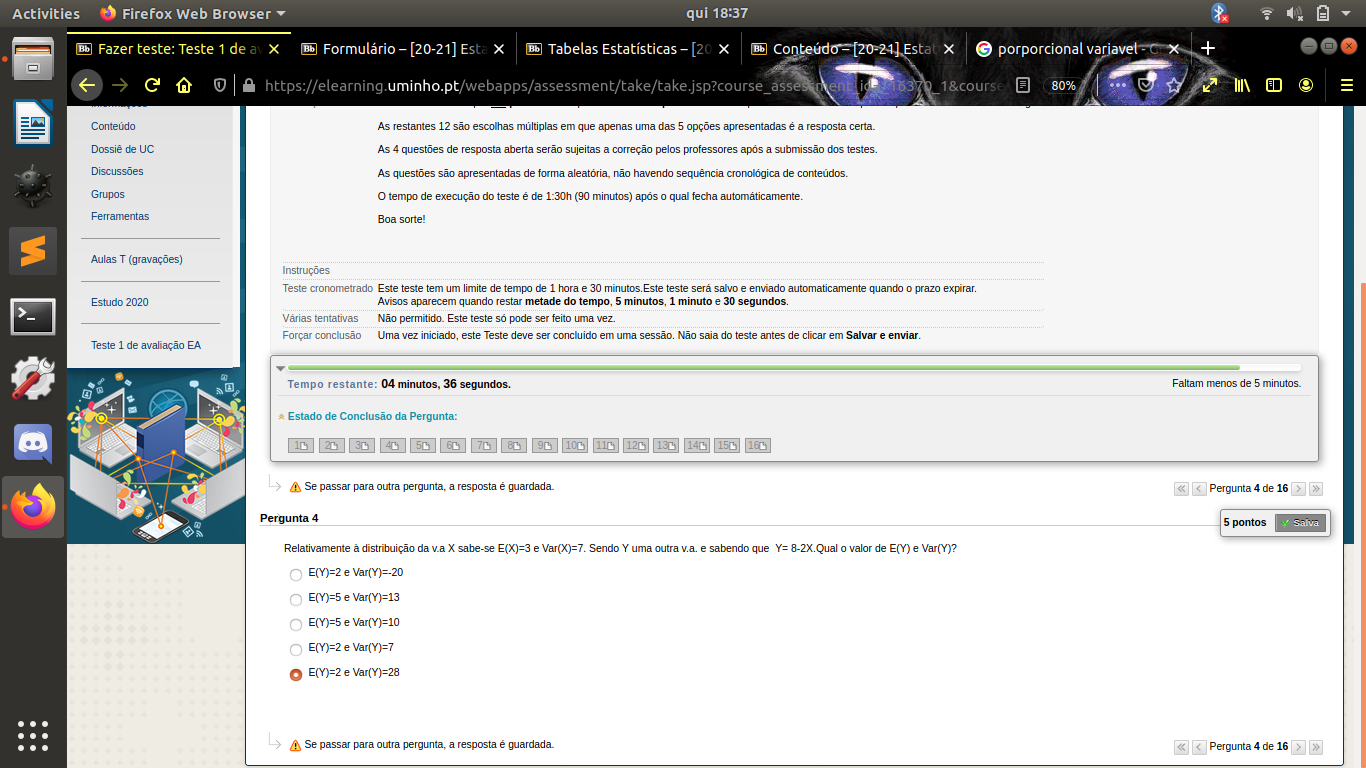 Activities Firefox Web Browser qui 18:37
Fazer teste: Teste 1 de av
Formulário – [20-21] Esta
Tabelas Estatísticas – [20
Conteúdo – [20-21] Estat
porporcional varjavel - G
https://elearning.uminho.pt/webapps/assessment/take/take.jsp?course_assessment_id=_16370_1&course 80%
Conteúdo
Dossiê de UC
Discussões
Grupos
Ferramentas
Aulas T (gravações)
Estudo 2020
Teste 1 de avaliação EA
As restantes 12 são escolhas múltiplas em que apenas uma das 5 opções apresentadas é a resposta certa.
As 4 questões de resposta aberta serão sujeitas a correção pelos professores após a submissão dos testes.
As questões são apresentadas de forma aleatória, não havendo sequência cronológica de conteúdos.
O tempo de execução do teste é de 1:30h (90 minutos) após o qual fecha automáticamente.
Boa sorte!
Instruções
Teste cronometrado Este teste tem um limite de tempo de 1 hora e 30 minutos.Este teste será salvo e enviado automaticamente quando o prazo expirar.
Avisos aparecem quando restar metade do tempo, 5 minutos, 1 minuto e 30 segundos.
Várias tentativas Não permitido. Este teste só pode ser feito uma vez.
Forçar conclusão Uma vez iniciado, este Teste deve ser concluído em uma sessão. Não saia do teste antes de clicar em Salvar e enviar.
Tempo restante: 04 minutos, 36 segundos. Faltam menos de 5 minutos.
Estado de Conclusão da Pergunta:
1 2 3 4 5 6 7 8 9 10 11 12 13 14 15 16
Se passar para outra pergunta, a resposta é guardada. Pergunta 4 de 16
Pergunta 4 5 pontos Salva
Relativamente à distribuição da v.a X sabe-se E(X)=3 e Var(X)=7. Sendo Y uma outra v.a. e sabendo que Y= 8-2X.Qual o valor de E(Y) e Var(Y)?
E(Y)=2 e Var(Y)=-20
E(Y)=5 e Var(Y)=13
E(Y)=5 e Var(Y)=10
E(Y)=2 e Var(Y)=7
E(Y)=2 e Var(Y)=28
Se passar para outra pergunta, a resposta é guardada. Pergunta 4 de 16